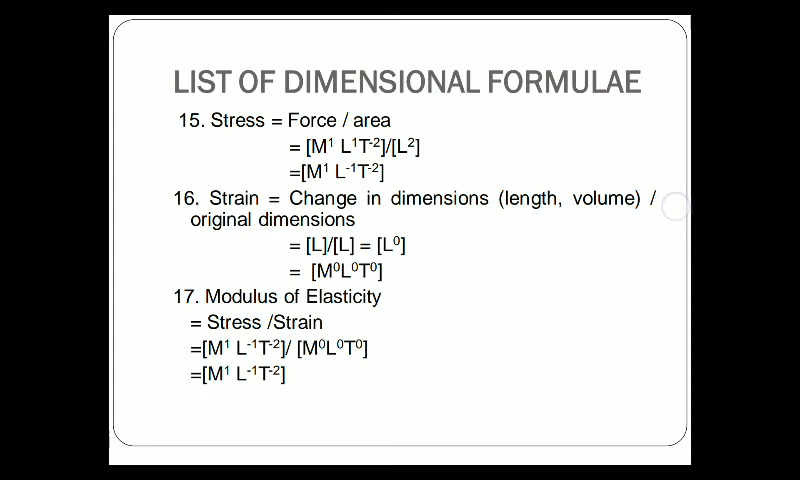 LIST OF DIMENSIONAL FORMULAE
15. Stress = Force / area
= [M¹ L¹T⁻²]/[L²]
=[M¹ L⁻¹T⁻²]
16. Strain = Change in dimensions (length, volume) /
original dimensions
= [L]/[L] = [L⁰]
= [M⁰L⁰T⁰]
17. Modulus of Elasticity
= Stress /Strain
=[M¹ L⁻¹T⁻²]/ [M⁰L⁰T⁰]
=[M¹ L⁻¹T⁻²]